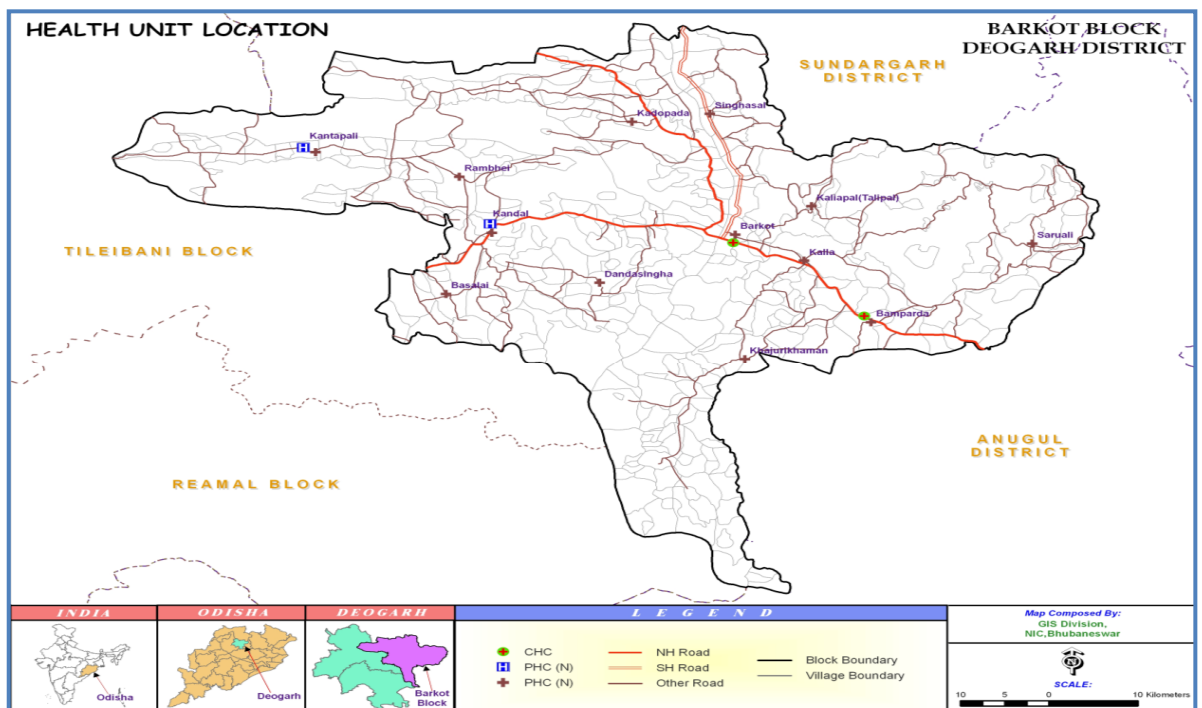 HEALTH UNIT LOCATION
BARKOT BLOCK
DEOGARH DISTRICT
SUNDARGARH
DISTRICT
Singhasal
Kadopada
Kantapali
H
Rambhei
Kaliapal(Talipal)
Kandal
H
Barkot
Saruali
TILEIBANI BLOCK
Kalla
Dandasingha
Basalai
Bamparda
Khajurikhaman
ANUGUL
DISTRICT
REAMAL BLOCK
INDIA
ODISHA
DEOGARH
LEGEND
Map Composed By:
GIS Division,
NIC,Bhubaneswar
CHC
NH Road
Block Boundary
H
PHC (N)
SH Road
Village Boundary
PHC (N)
Other Road
Odisha
Deogarh
Barkot
Block
N
SCALE:
10 5 0 10 Kilometers